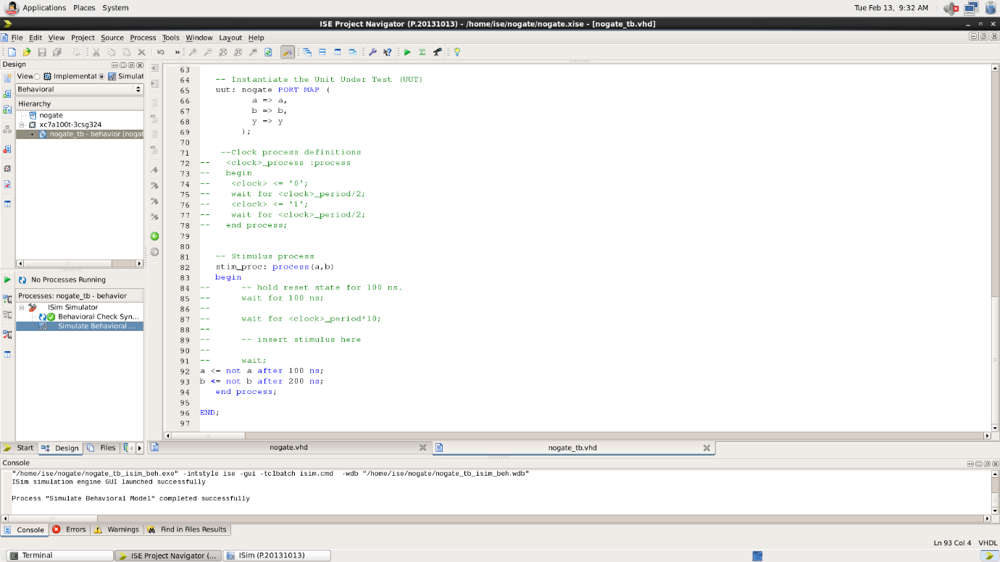 Applications Places System
Tue Feb 13, 9:32 AM
ISE Project Navigator (P.20131013) - /home/ise/nogate/nogate.xise - [nogate_tb.vhd]
File Edit View Project Source Process Tools Window Layout Help
Design
View: Implementat Simulat
Behavioral
Hierarchy
nogate
xc7a100t-3csg324
nogate_tb - behavior (nogat
No Processes Running
Processes: nogate_tb - behavior
ISim Simulator
Behavioral Check Syn...
Simulate Behavioral ...
Start Design Files
63
64 -- Instantiate the Unit Under Test (UUT)
65 uut: nogate PORT MAP (
66 a => a,
67 b => b,
68 y => y
69 );
70
71 --Clock process definitions
72 -- <clock>_process :process
73 -- begin
74 -- <clock> <= '0';
75 -- wait for <clock>_period/2;
76 -- <clock> <= '1';
77 -- wait for <clock>_period/2;
78 -- end process;
79
80
81 -- Stimulus process
82 stim_proc: process(a,b)
83 begin
84 -- -- hold reset state for 100 ns.
85 -- wait for 100 ns;
86 --
87 -- wait for <clock>_period*10;
88 --
89 -- -- insert stimulus here
90 --
91 -- wait;
92 a <= not a after 100 ns;
93 b <= not b after 200 ns;
94 end process;
95
96 END;
97
nogate.vhd nogate_tb.vhd
Console
"/home/ise/nogate/nogate_tb_isim_beh.exe" -intstyle ise -gui -tclbatch isim.cmd -wdb "/home/ise/nogate/nogate_tb_isim_beh.wdb"
ISim simulation engine GUI launched successfully
Process "Simulate Behavioral Model" completed successfully
Console Errors Warnings Find in Files Results
Ln 93 Col 4 VHDL
Terminal ISE Project Navigator (... ISim (P.20131013)